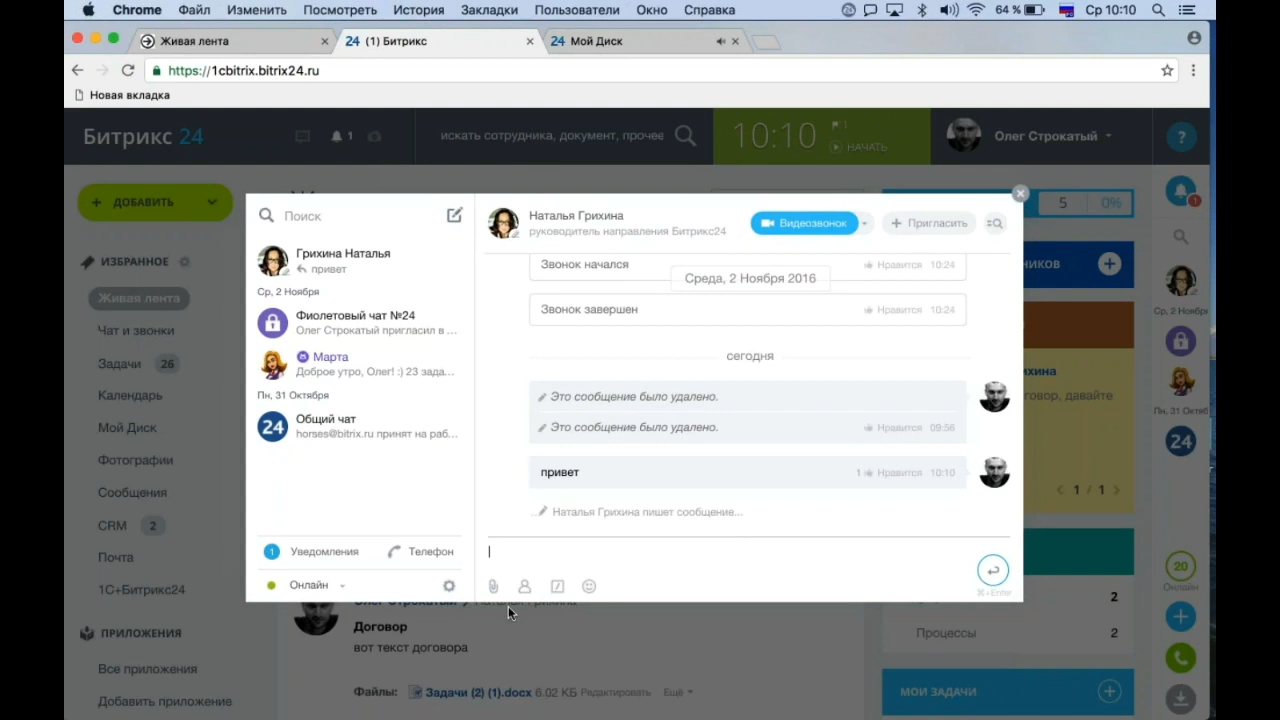 Chrome Файл Изменить Посмотреть История Закладки Пользователи Окно Справка 64 % Ср 10:10
Живая лента
24 (1) Битрикс
24 Мой Диск
https://1cbitrix.bitrix24.ru
Новая вкладка
Битрикс 24
1
искать сотрудника, документ, прочее
10:10
1
НАЧАТЬ
Олег Строкатый
?
+ ДОБАВИТЬ
ИЗБРАННОЕ
Живая лента
Чат и звонки
Задачи 26
Календарь
Мой Диск
Фотографии
Сообщения
CRM 2
Почта
1С+Битрикс24
ПРИЛОЖЕНИЯ
Все приложения
Добавить приложение
Поиск
Грихина Наталья
привет
Ср, 2 Ноября
Фиолетовый чат №24
Олег Строкатый пригласил в ...
Марта
Доброе утро, Олег! :) 23 зада...
Пн, 31 Октября
24
Общий чат
horses@bitrix.ru принят на раб...
1 Уведомления
Телефон
Онлайн
Наталья Грихина
руководитель направления Битрикс24
Видеозвонок
+ Пригласить
Звонок начался
Нравится 10:24
Среда, 2 Ноября 2016
Звонок завершен
Нравится 10:24
сегодня
Это сообщение было удалено.
Это сообщение было удалено.
Нравится 09:56
привет
1 Нравится 10:10
Наталья Грихина пишет сообщение...
⌘+Enter
Договор
вот текст договора
Файлы: Задачи (2) (1).docx 6.02 КБ Редактировать Ещё
5 0%
НИКОВ
ихина
говор, давайте
1 / 1
2
Процессы 2
МОИ ЗАДАЧИ
1
Ср, 2 Ноября
24
20
Онлайн